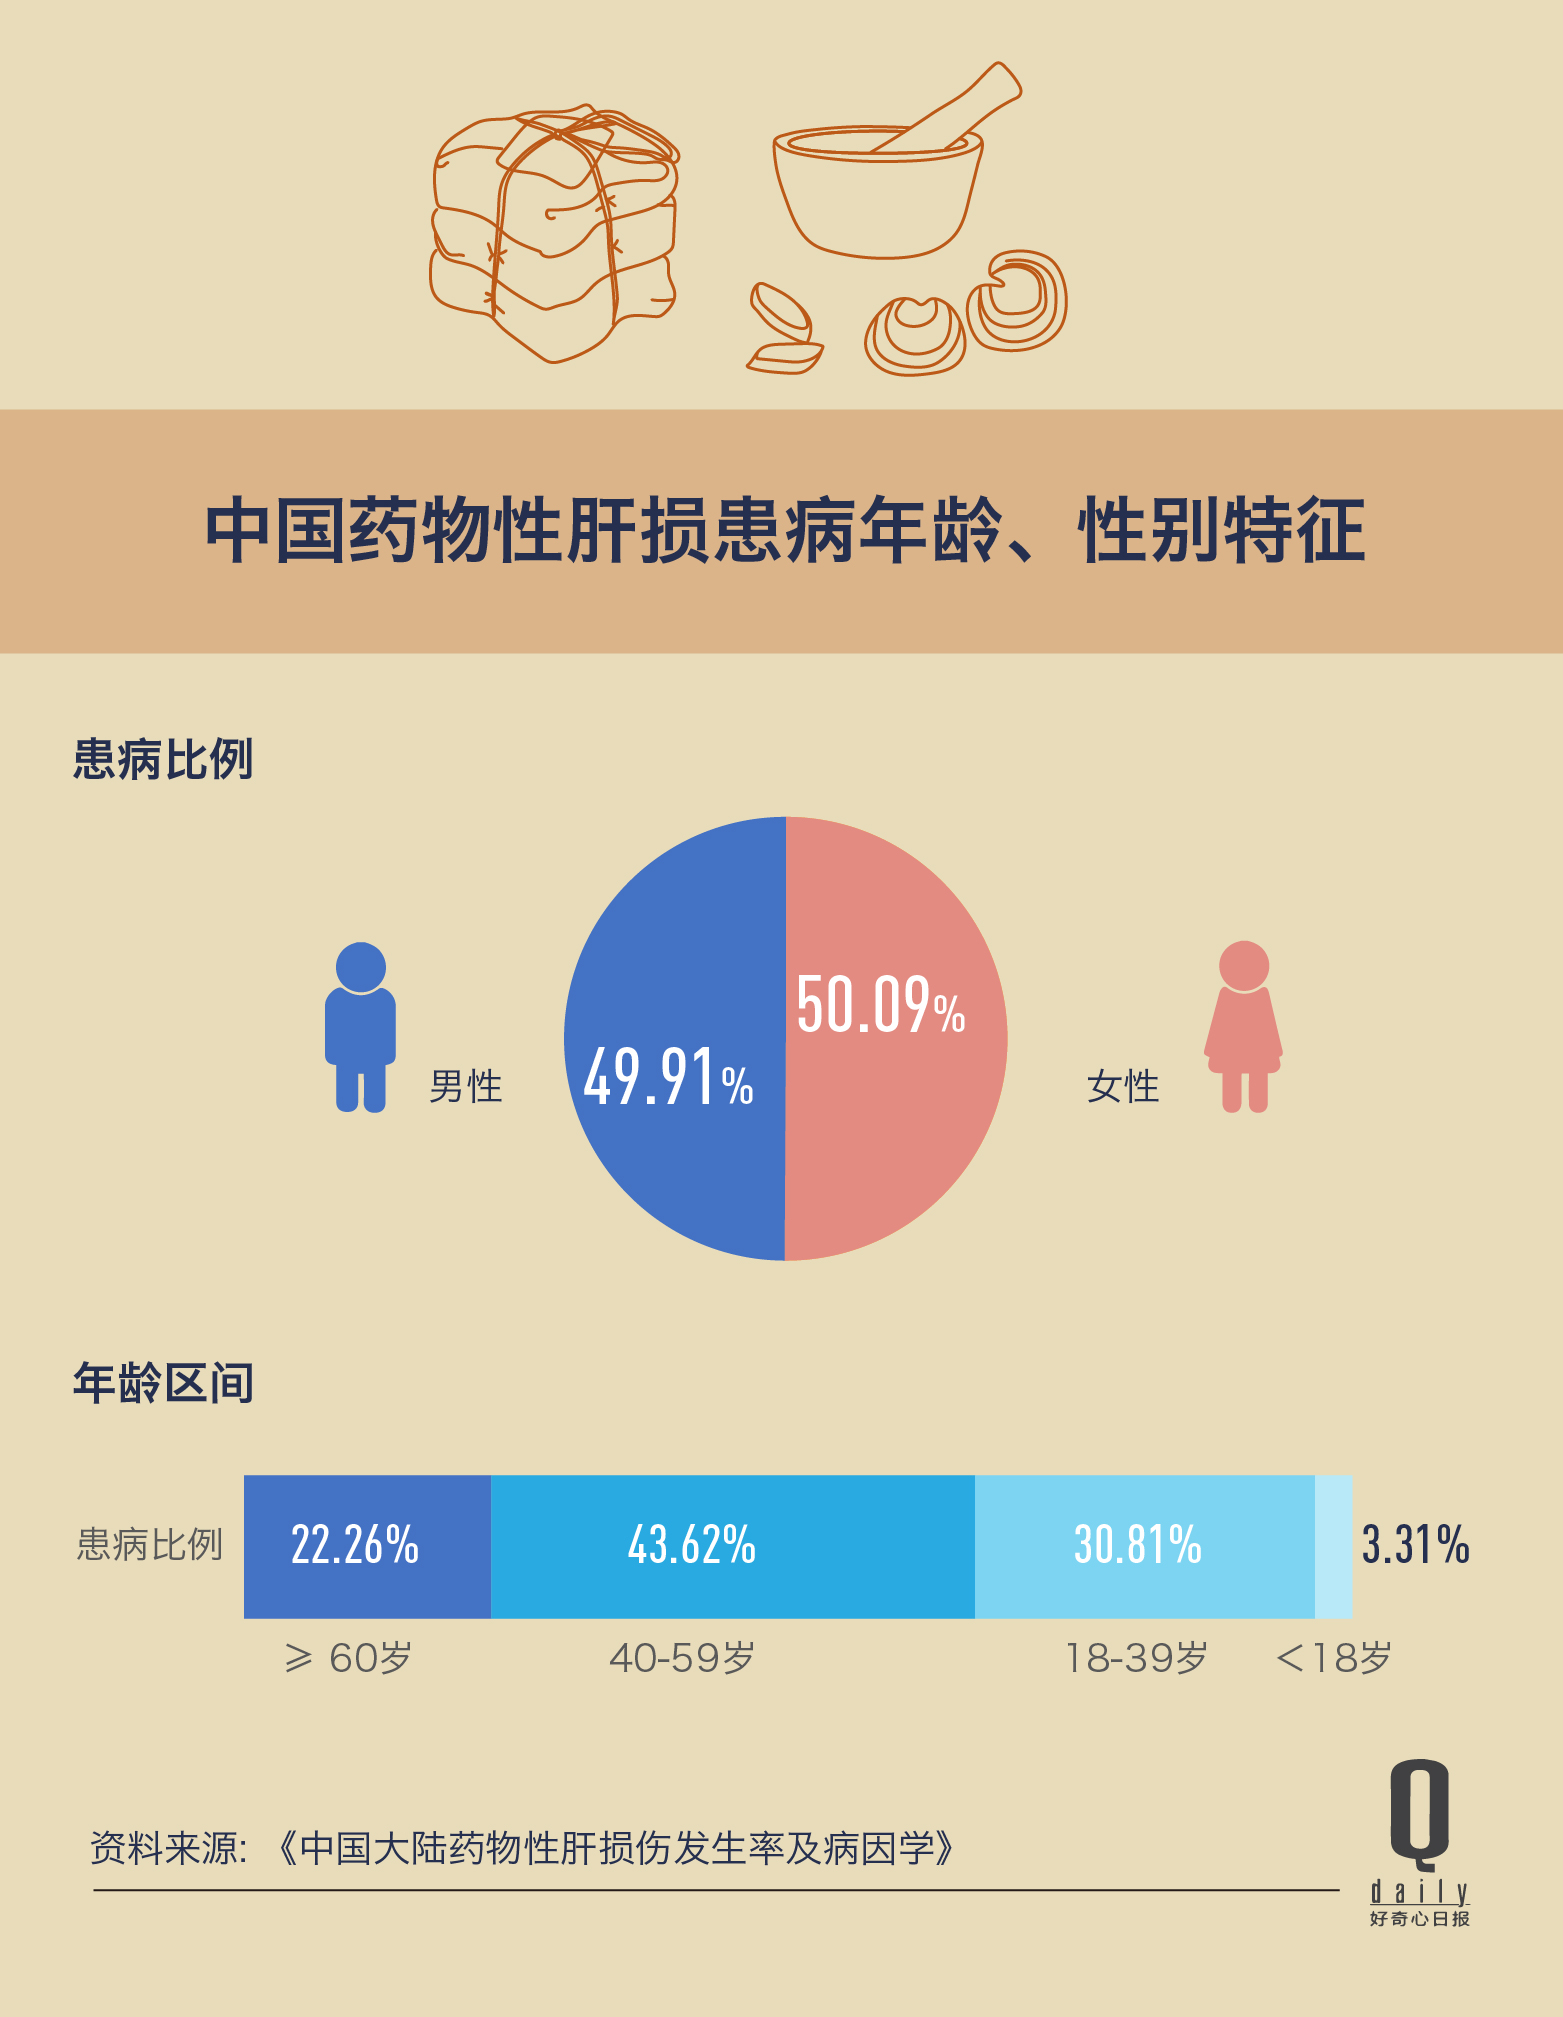 中国药物性肝损患病年龄、性别特征
患病比例
50.09%
49.91%
男性
女性
年龄区间
患病比例
22.26%
43.62%
30.81%
3.31%
≥ 60岁
40-59岁
18-39岁
<18岁
资料来源:《中国大陆药物性肝损伤发生率及病因学》
Q
daily
好奇心日报